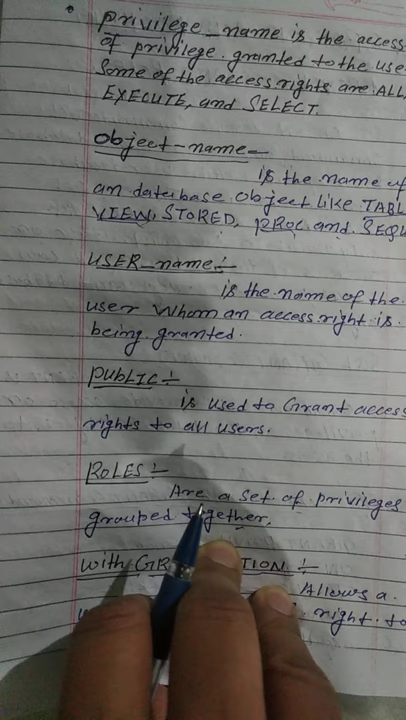 privilege_name is the access
of privilege granted to the use
Some of the access rights are ALL,
EXECUTE, and SELECT.
object-name-
is the name of
an database object like TABL
VIEW, STORED, PROC and SEQU
USER_name:-
is the name of the
user whom an access right is
being granted.
PUBLIC:-
is used to Grant access
rights to all users.
ROLES:-
Are a set of privileges
grouped together.
with GR TION:-
Allows a
right to